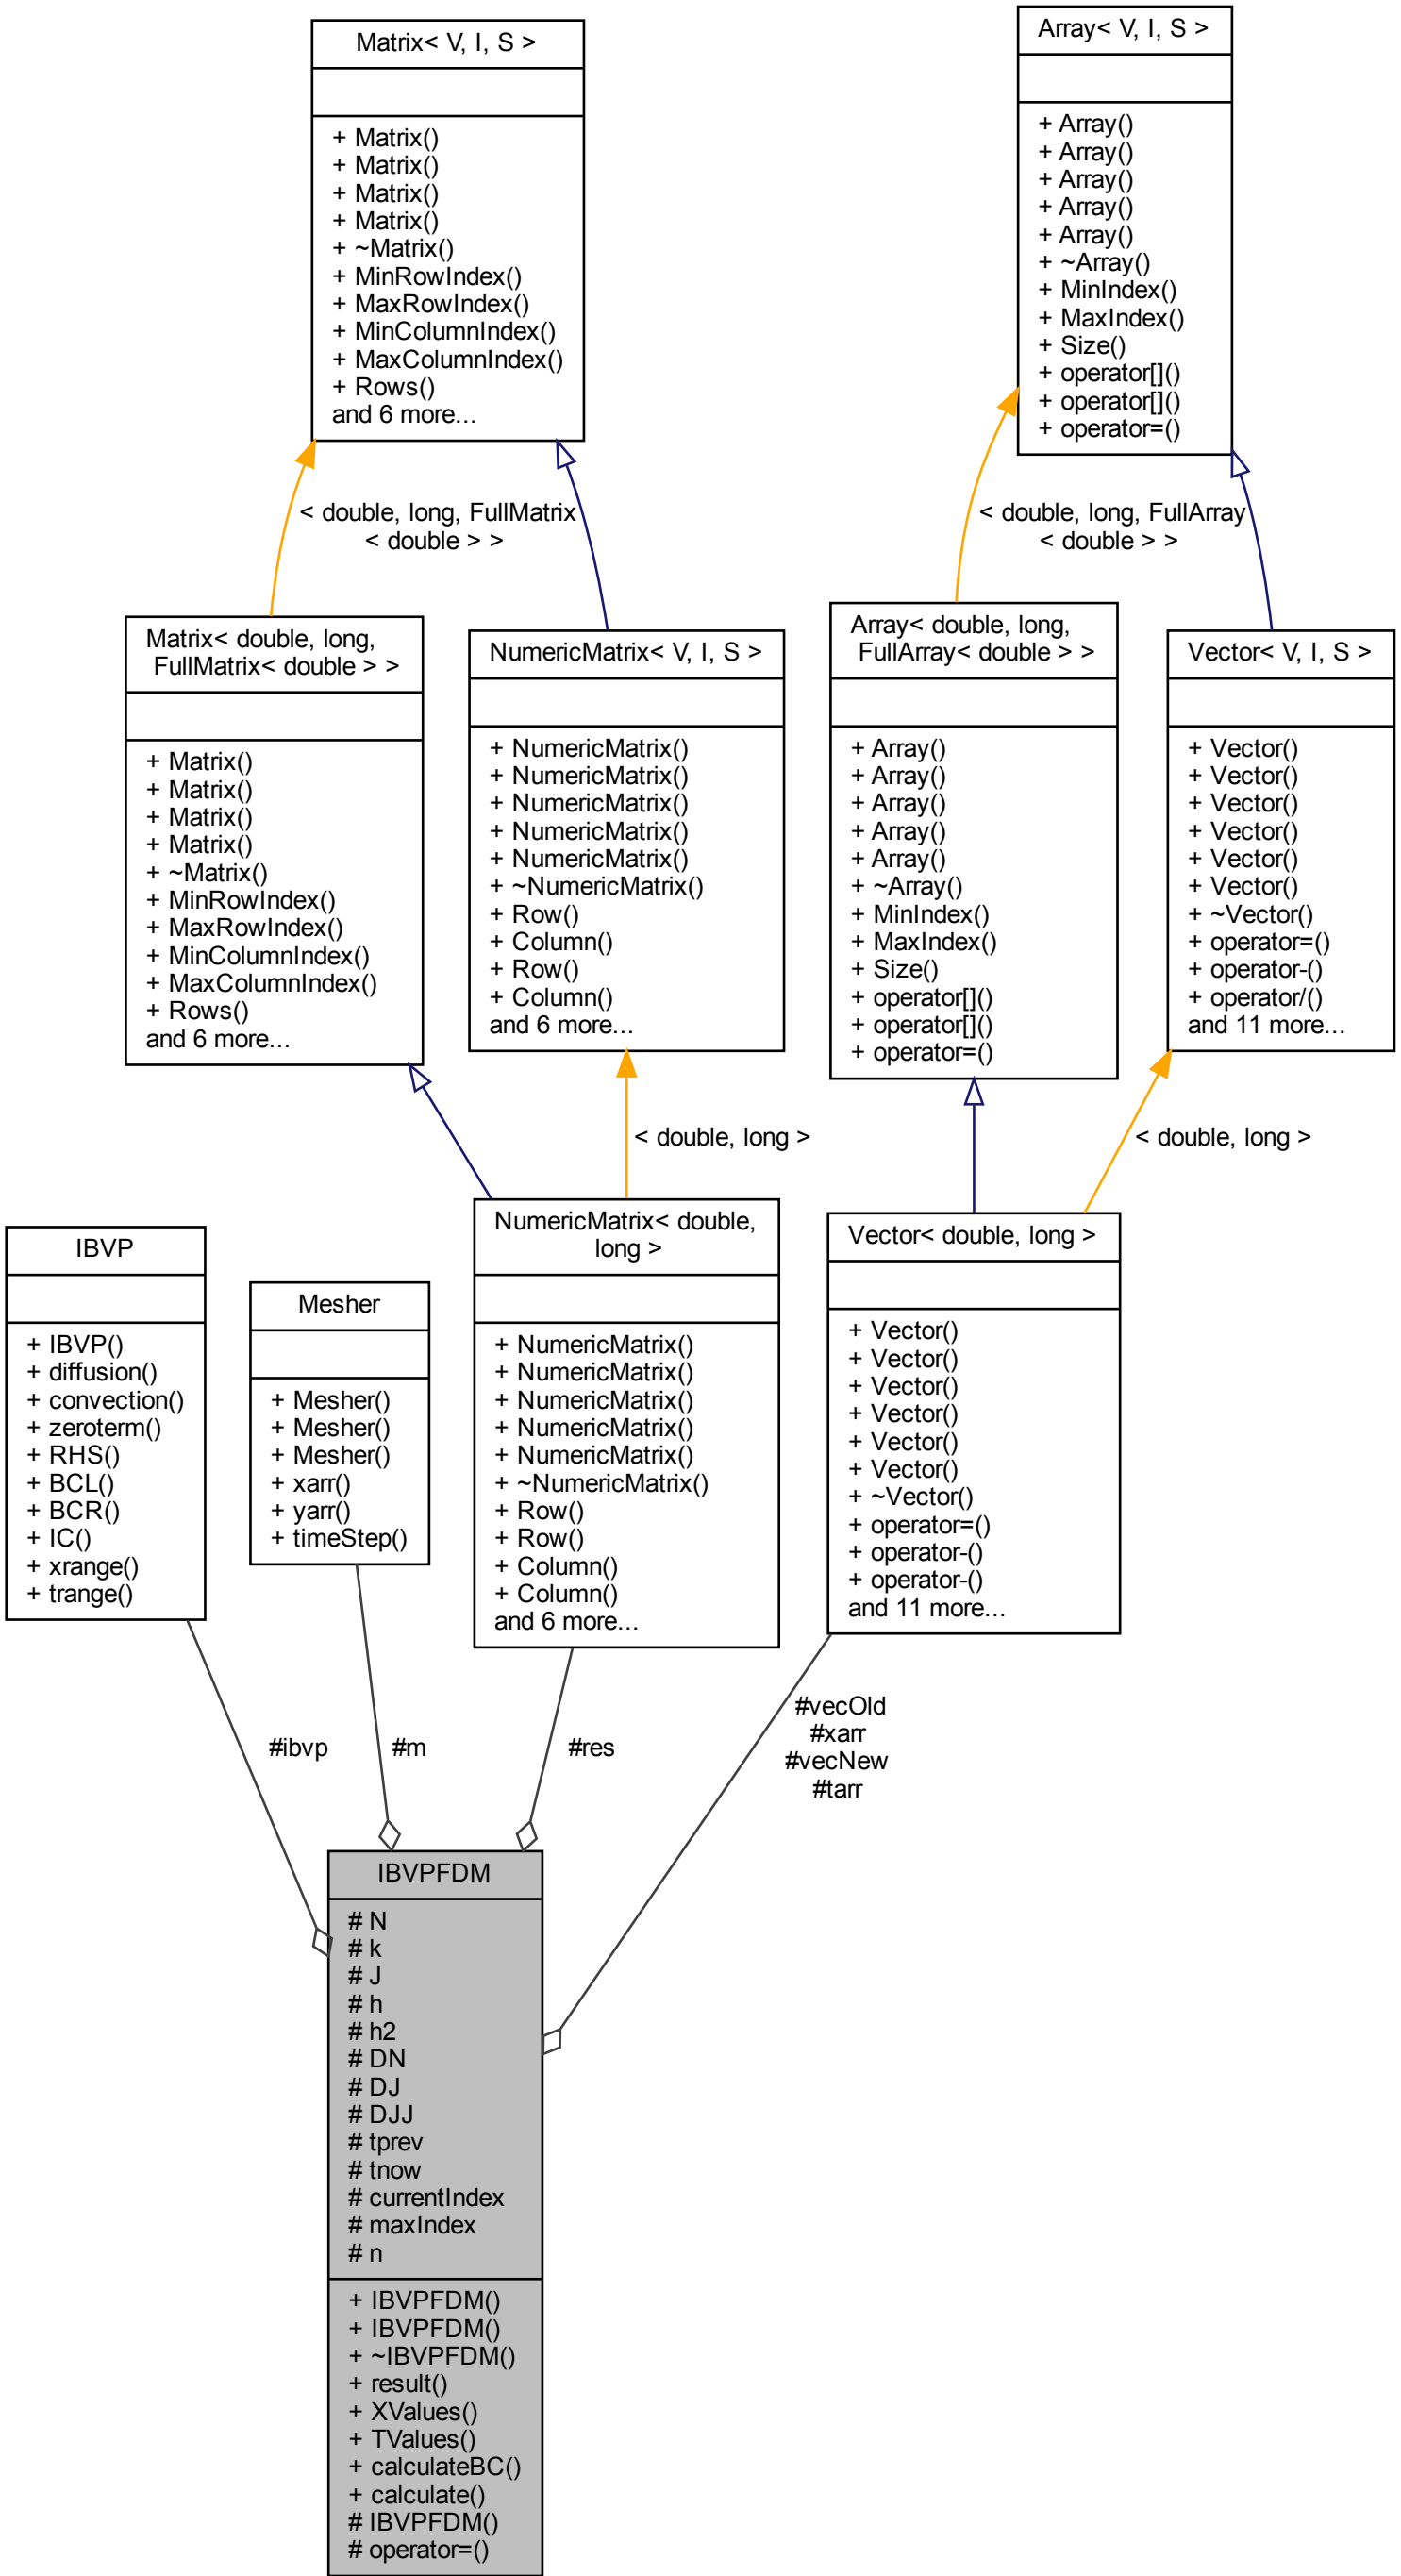 Matrix< V, I, S >
+ Matrix()
+ Matrix()
+ Matrix()
+ Matrix()
+ ~Matrix()
+ MinRowIndex()
+ MaxRowIndex()
+ MinColumnIndex()
+ MaxColumnIndex()
+ Rows()
and 6 more...
Array< V, I, S >
+ Array()
+ Array()
+ Array()
+ Array()
+ Array()
+ ~Array()
+ MinIndex()
+ MaxIndex()
+ Size()
+ operator[]()
+ operator[]()
+ operator=()
< double, long, FullMatrix
< double > >
< double, long, FullArray
< double > >
Matrix< double, long,
FullMatrix< double > >
+ Matrix()
+ Matrix()
+ Matrix()
+ Matrix()
+ ~Matrix()
+ MinRowIndex()
+ MaxRowIndex()
+ MinColumnIndex()
+ MaxColumnIndex()
+ Rows()
and 6 more...
NumericMatrix< V, I, S >
+ NumericMatrix()
+ NumericMatrix()
+ NumericMatrix()
+ NumericMatrix()
+ NumericMatrix()
+ ~NumericMatrix()
+ Row()
+ Column()
+ Row()
+ Column()
and 6 more...
Array< double, long,
FullArray< double > >
+ Array()
+ Array()
+ Array()
+ Array()
+ Array()
+ ~Array()
+ MinIndex()
+ MaxIndex()
+ Size()
+ operator[]()
+ operator[]()
+ operator=()
Vector< V, I, S >
+ Vector()
+ Vector()
+ Vector()
+ Vector()
+ Vector()
+ Vector()
+ ~Vector()
+ operator=()
+ operator-()
+ operator/()
and 11 more...
< double, long >
< double, long >
IBVP
+ IBVP()
+ diffusion()
+ convection()
+ zeroterm()
+ RHS()
+ BCL()
+ BCR()
+ IC()
+ xrange()
+ trange()
Mesher
+ Mesher()
+ Mesher()
+ Mesher()
+ xarr()
+ yarr()
+ timeStep()
NumericMatrix< double,
long >
+ NumericMatrix()
+ NumericMatrix()
+ NumericMatrix()
+ NumericMatrix()
+ NumericMatrix()
+ ~NumericMatrix()
+ Row()
+ Row()
+ Column()
+ Column()
and 6 more...
Vector< double, long >
+ Vector()
+ Vector()
+ Vector()
+ Vector()
+ Vector()
+ Vector()
+ ~Vector()
+ operator=()
+ operator-()
+ operator-()
and 11 more...
#ibvp
#m
#res
#vecOld
#xarr
#vecNew
#tarr
IBVPFDM
# N
# k
# J
# h
# h2
# DN
# DJ
# DJJ
# tprev
# tnow
# currentIndex
# maxIndex
# n
+ IBVPFDM()
+ IBVPFDM()
+ ~IBVPFDM()
+ result()
+ XValues()
+ TValues()
+ calculateBC()
+ calculate()
# IBVPFDM()
# operator=()